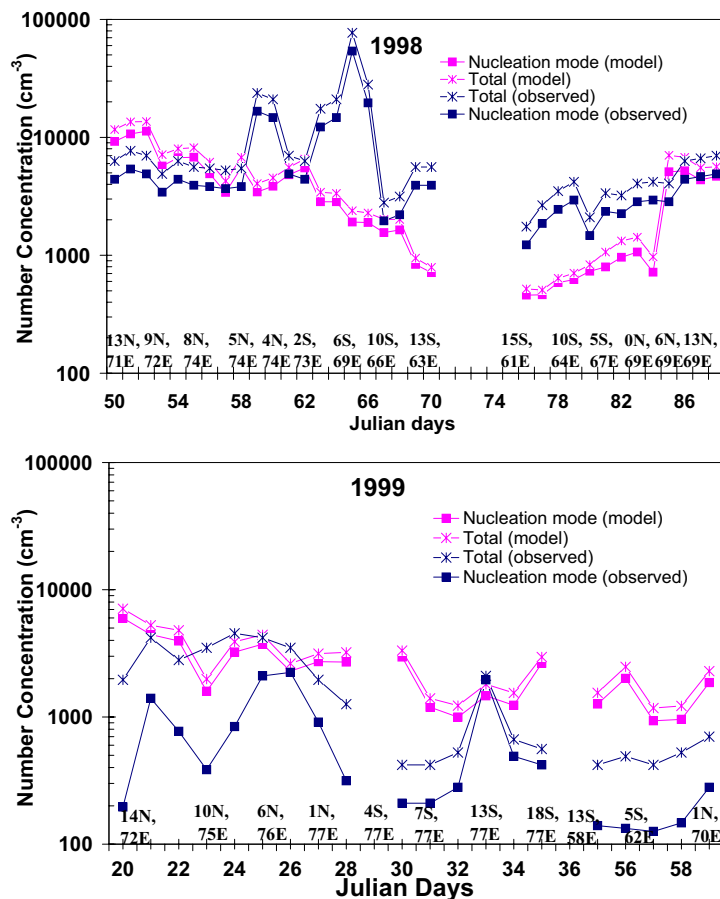 1998
Number Concentration (cm-3)
100000
10000
1000
100
Nucleation mode (model)
Total (model)
Total (observed)
Nucleation mode (observed)
13N, 9N, 8N, 5N, 4N, 2S, 6S, 10S, 13S, 15S, 10S, 5S, 0N, 6N, 13N,
71E 72E 74E 74E 74E 73E 69E 66E 63E 61E 64E 67E 69E 69E 69E
50 54 58 62 66 70 74 78 82 86
Julian days
1999
Number Concentration (cm-3)
100000
10000
1000
100
Nucleation mode (model)
Total (model)
Total (observed)
Nucleation mode (observed)
14N, 10N, 6N, 1N, 4S, 7S, 13S, 18S, 13S, 5S, 1N,
72E 75E 76E 77E 77E 77E 77E 77E 58E 62E 70E
20 22 24 26 28 30 32 34 36 56 58
Julian Days